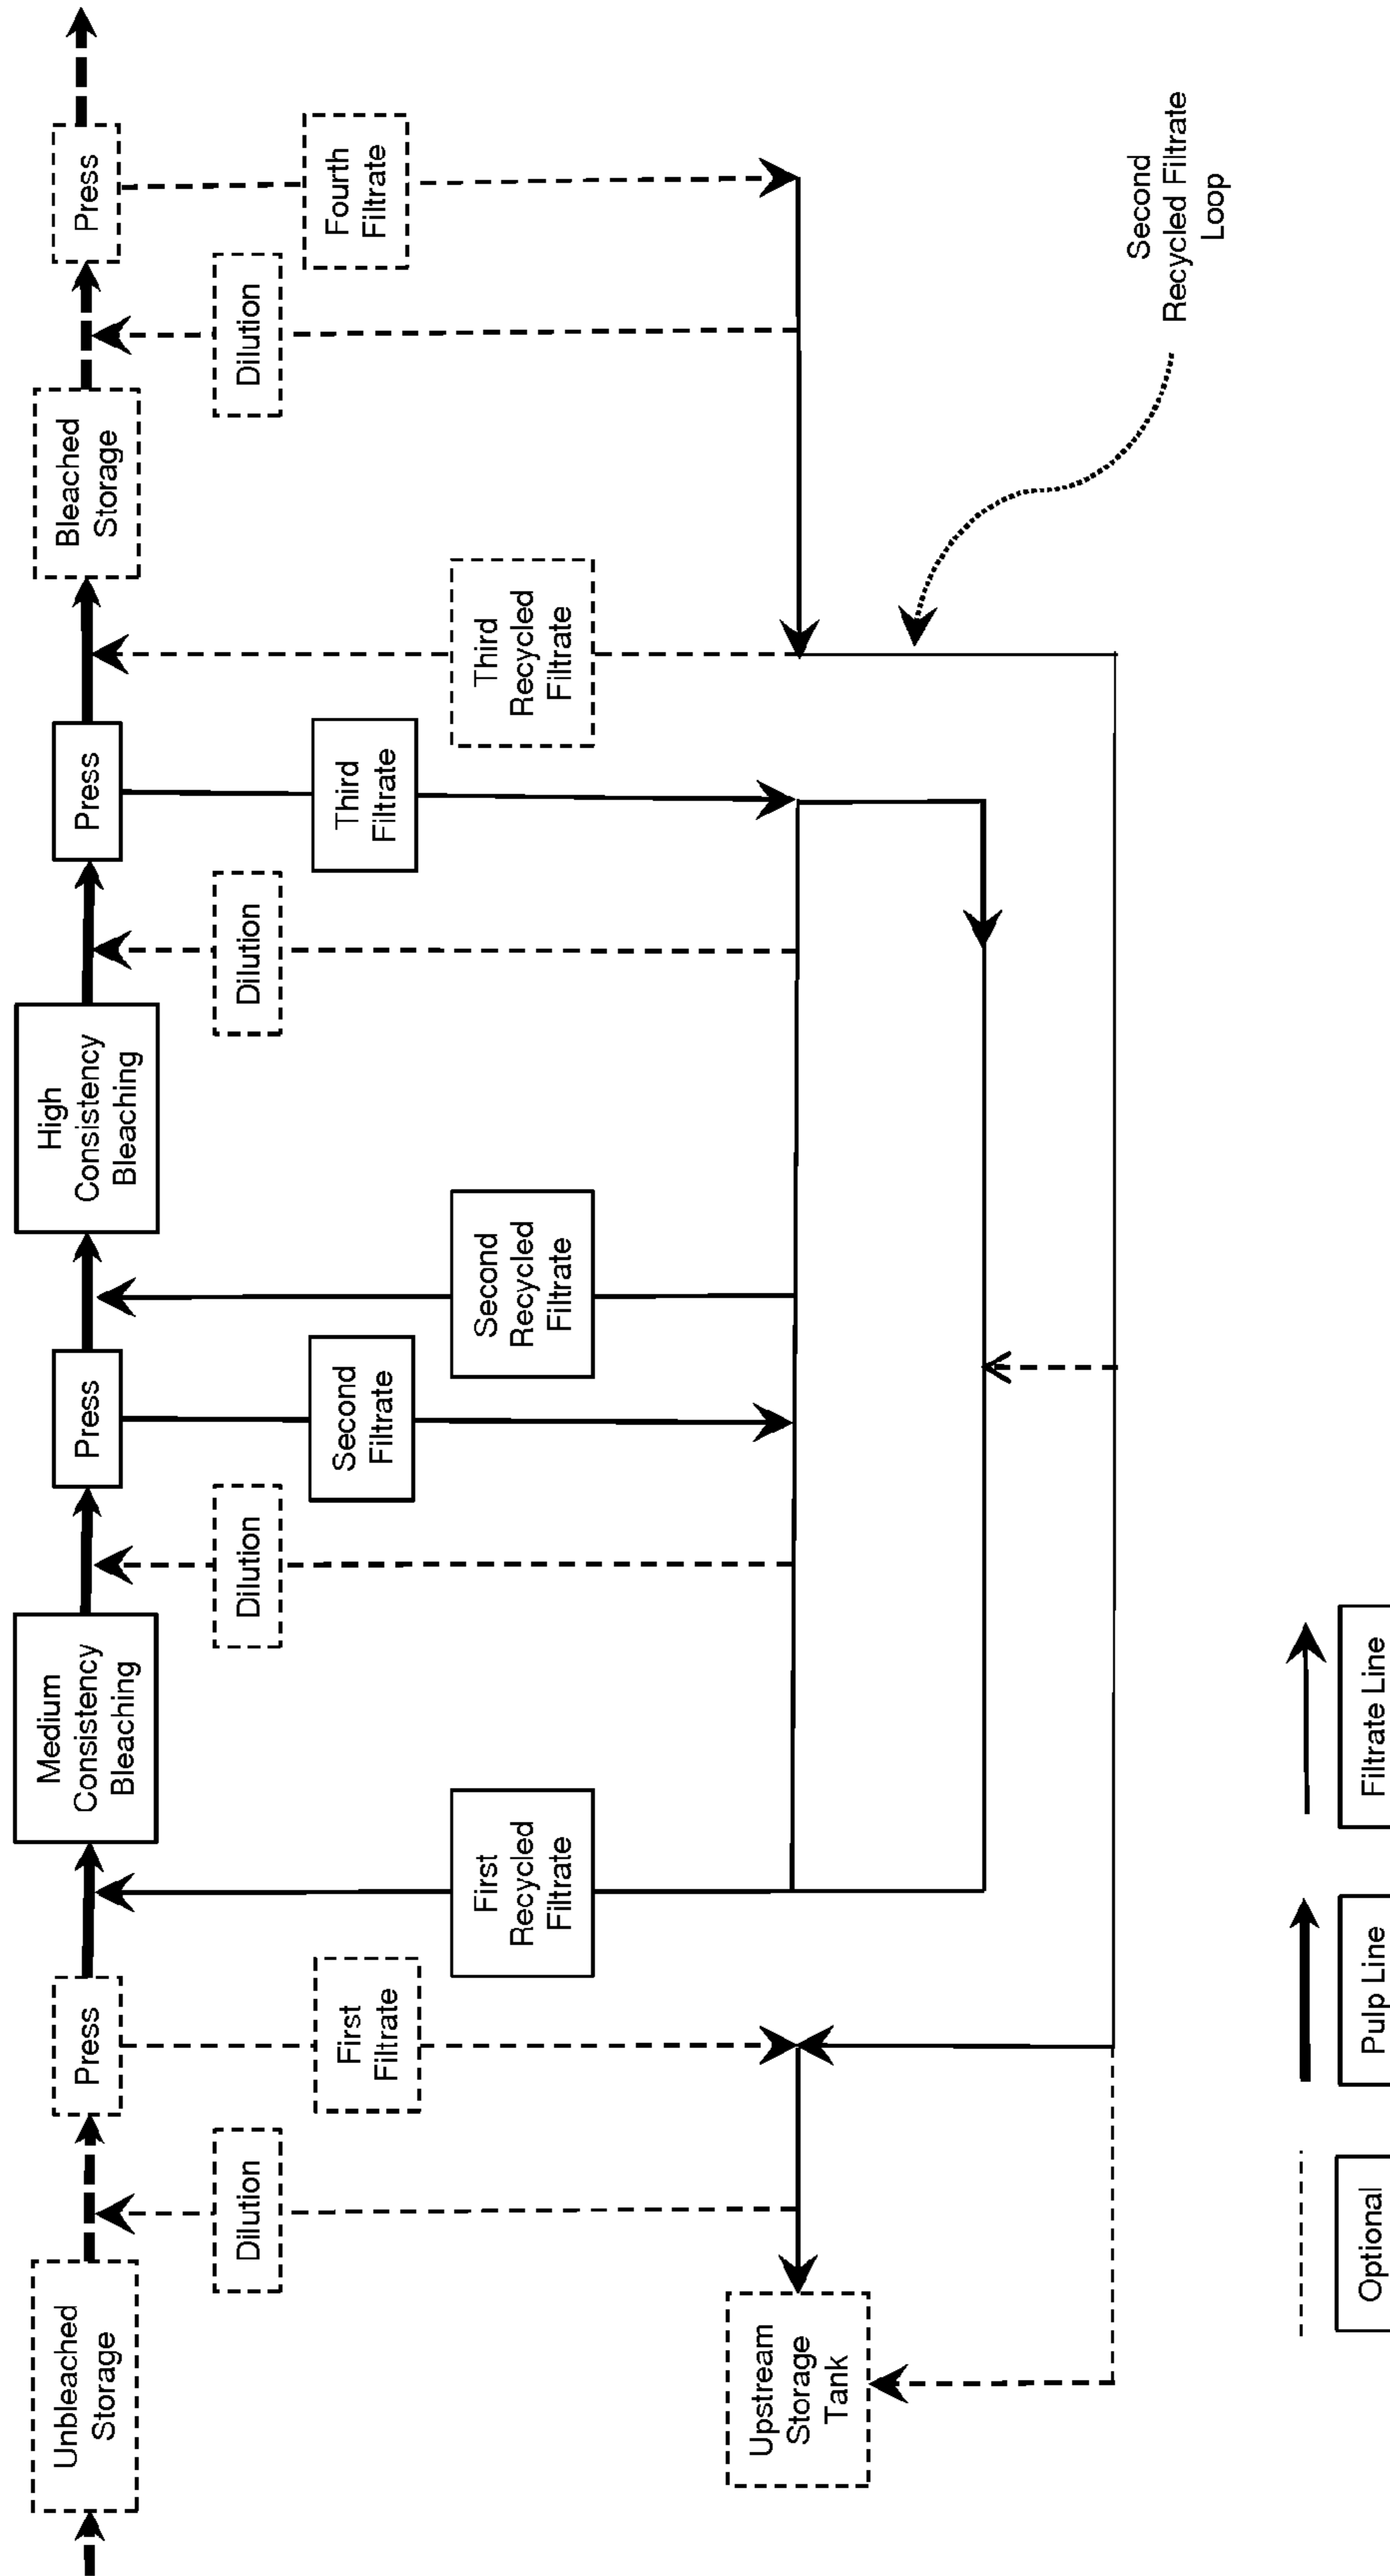 Unbleached
Storage
Press
Medium
Consistency
Bleaching
Press
High
Consistency
Bleaching
Press
Bleached
Storage
Press
Dilution
Dilution
Dilution
Dilution
First
Filtrate
Second
Filtrate
Third
Filtrate
Fourth
Filtrate
First
Recycled
Filtrate
Second
Recycled
Filtrate
Third
Recycled
Filtrate
Upstream
Storage
Tank
Second
Recycled Filtrate
Loop
Optional
Pulp Line
Filtrate Line